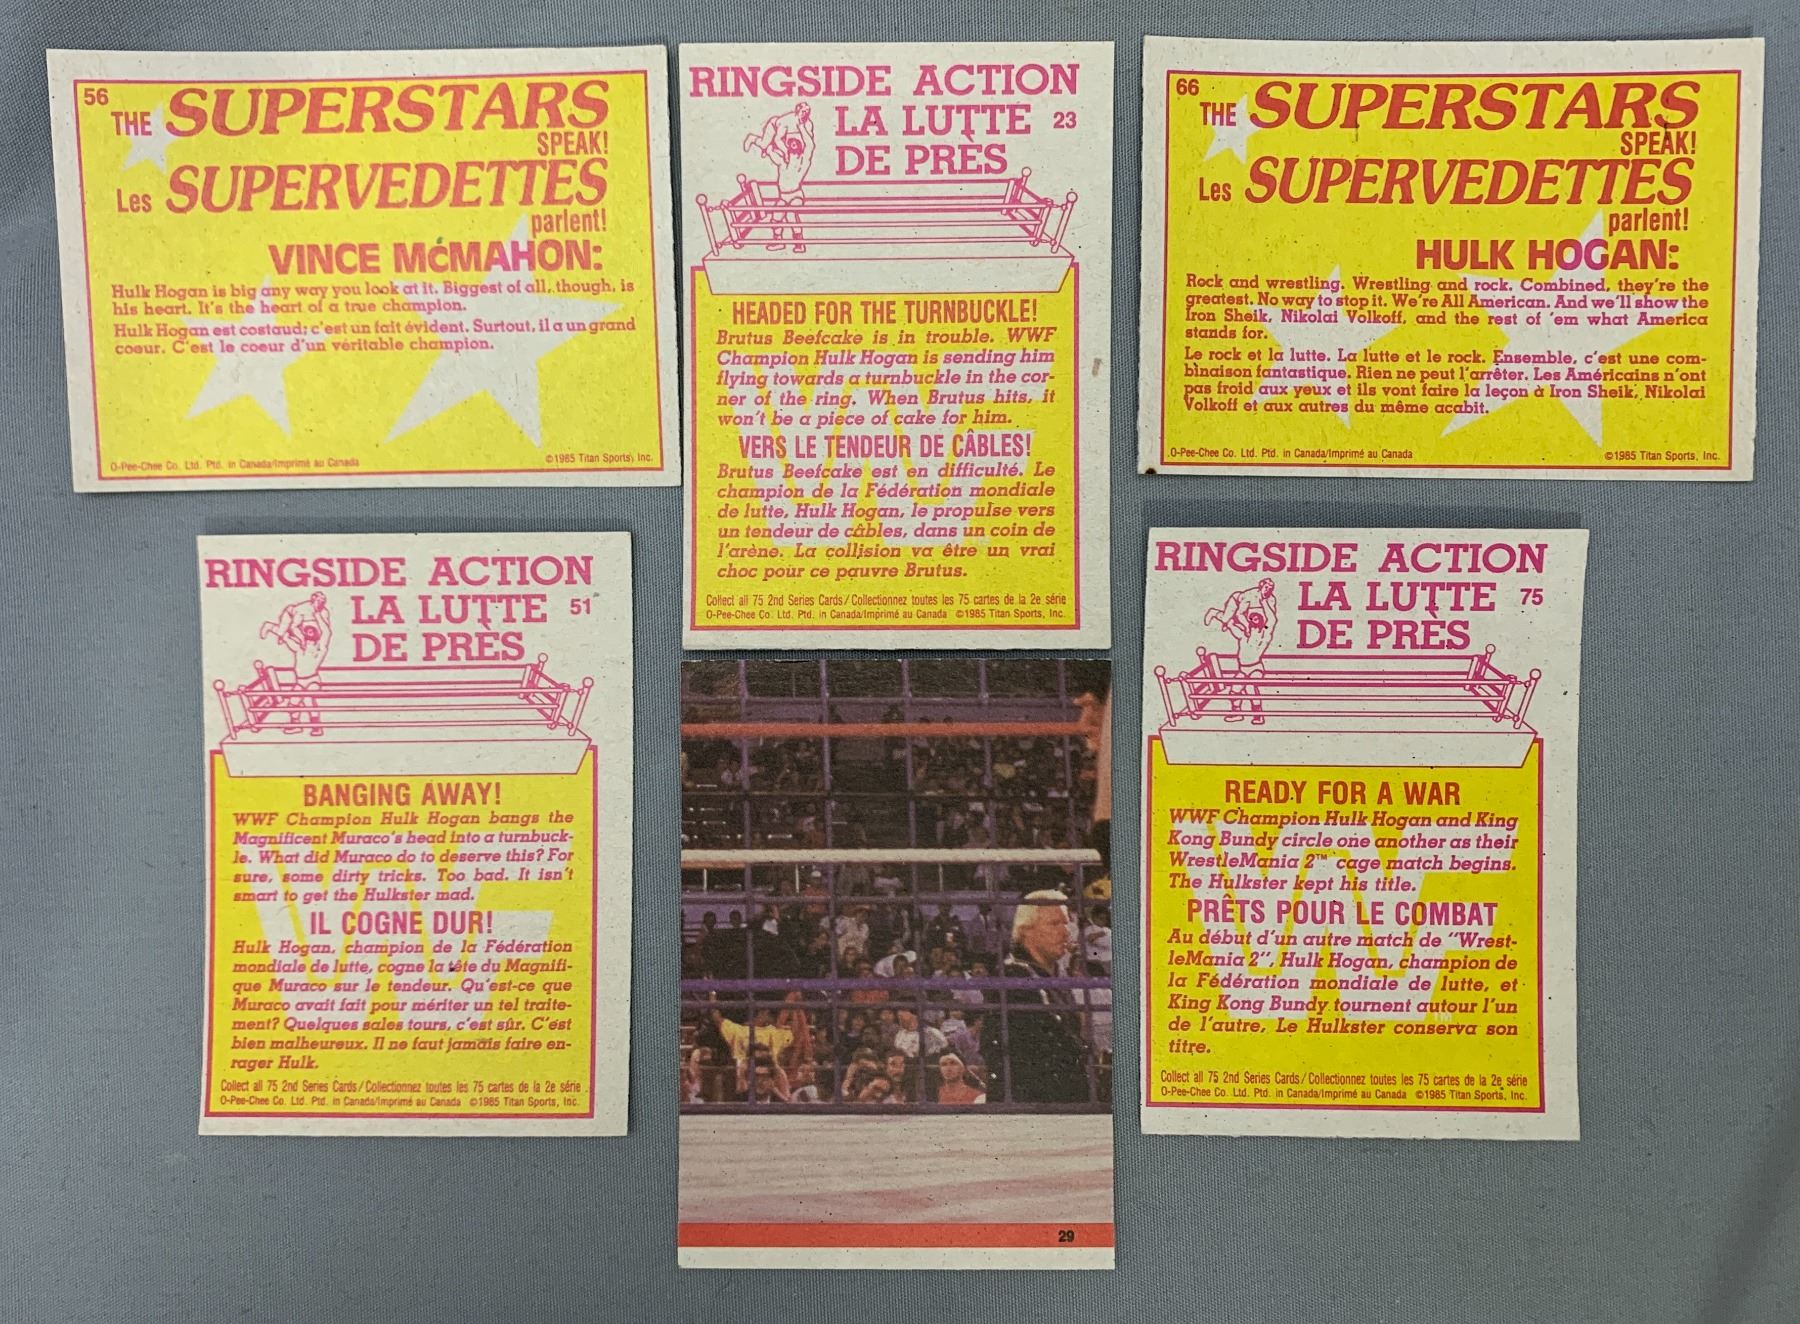 56
THE SUPERSTARS
SPEAK!
Les SUPERVEDETTES
parlent!
VINCE McMAHON:
Hulk Hogan is big any way you look at it. Biggest of all, though, is
his heart. It's the heart of a true champion.
Hulk Hogan est costaud; c'est un fait évident. Surtout, il a un grand
coeur. C'est le coeur d'un véritable champion.
O-Pee-Chee Co. Ltd. Ptd. in Canada/Imprimé au Canada
©1985 Titan Sports, Inc.
RINGSIDE ACTION
LA LUTTE 23
DE PRÈS
HEADED FOR THE TURNBUCKLE!
Brutus Beefcake is in trouble. WWF
Champion Hulk Hogan is sending him
flying towards a turnbuckle in the cor-
ner of the ring. When Brutus hits, it
won't be a piece of cake for him.
VERS LE TENDEUR DE CÂBLES!
Brutus Beefcake est en difficulté. Le
champion de la Fédération mondiale
de lutte, Hulk Hogan, le propulse vers
un tendeur de câbles, dans un coin de
l'arène. La collision va être un vrai
choc pour ce pauvre Brutus.
Collect all 75 2nd Series Cards/Collectionnez toutes les 75 cartes de la 2e série
O-Pee-Chee Co. Ltd. Ptd. in Canada/Imprimé au Canada ©1985 Titan Sports, Inc.
66
THE SUPERSTARS
SPEAK!
Les SUPERVEDETTES
parlent!
HULK HOGAN:
Rock and wrestling. Wrestling and rock. Combined, they're the
greatest. No way to stop it. We're All American. And we'll show the
Iron Sheik, Nikolai Volkoff, and the rest of 'em what America
stands for.
Le rock et la lutte. La lutte et le rock. Ensemble, c'est une com-
binaison fantastique. Rien ne peut l'arrêter. Les Américains n'ont
pas froid aux yeux et ils vont faire la leçon à Iron Sheik, Nikolai
Volkoff et aux autres du même acabit.
O-Pee-Chee Co. Ltd. Ptd. in Canada/Imprimé au Canada
©1985 Titan Sports, Inc.
RINGSIDE ACTION
LA LUTTE 51
DE PRÈS
BANGING AWAY!
WWF Champion Hulk Hogan bangs the
Magnificent Muraco's head into a turnbuck-
le. What did Muraco do to deserve this? For
sure, some dirty tricks. Too bad. It isn't
smart to get the Hulkster mad.
IL COGNE DUR!
Hulk Hogan, champion de la Fédération
mondiale de lutte, cogne la tête du Magnifi-
que Muraco sur le tendeur. Qu'est-ce que
Muraco avait fait pour mériter un tel traite-
ment? Quelques sales tours, c'est sûr. C'est
bien malheureux. Il ne faut jamais faire en-
rager Hulk.
Collect all 75 2nd Series Cards/Collectionnez toutes les 75 cartes de la 2e série
O-Pee-Chee Co. Ltd. Ptd. in Canada/Imprimé au Canada ©1985 Titan Sports, Inc.
29
RINGSIDE ACTION
LA LUTTE 75
DE PRÈS
READY FOR A WAR
WWF Champion Hulk Hogan and King
Kong Bundy circle one another as their
WrestleMania 2™ cage match begins.
The Hulkster kept his title.
PRÊTS POUR LE COMBAT
Au début d'un autre match de "Wrest-
leMania 2", Hulk Hogan, champion de
la Fédération mondiale de lutte, et
King Kong Bundy tournent autour l'un
de l'autre. Le Hulkster conserva son
titre.
Collect all 75 2nd Series Cards/Collectionnez toutes les 75 cartes de la 2e série
O-Pee-Chee Co. Ltd. Ptd. in Canada/Imprimé au Canada ©1985 Titan Sports, Inc.